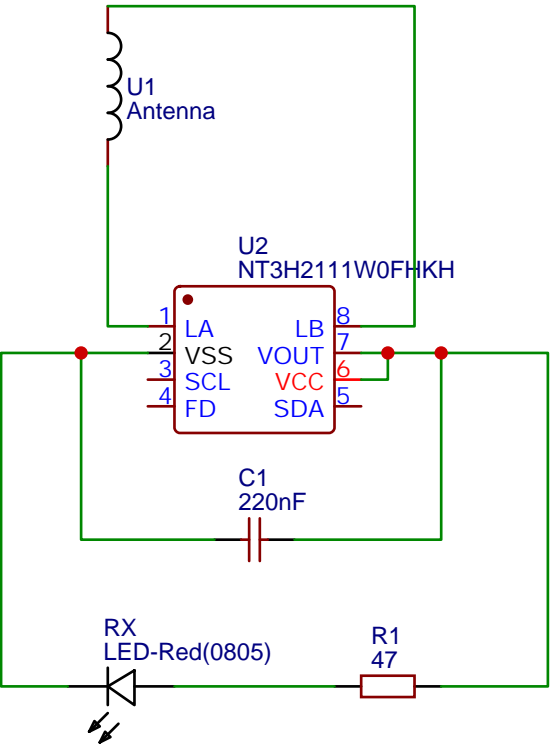 U1
Antenna
U2
NT3H2111W0FHKH
1 LA LB 8
2 VSS VOUT 7
3 SCL VCC 6
4 FD SDA 5
C1
220nF
RX
LED-Red(0805)
R1
47